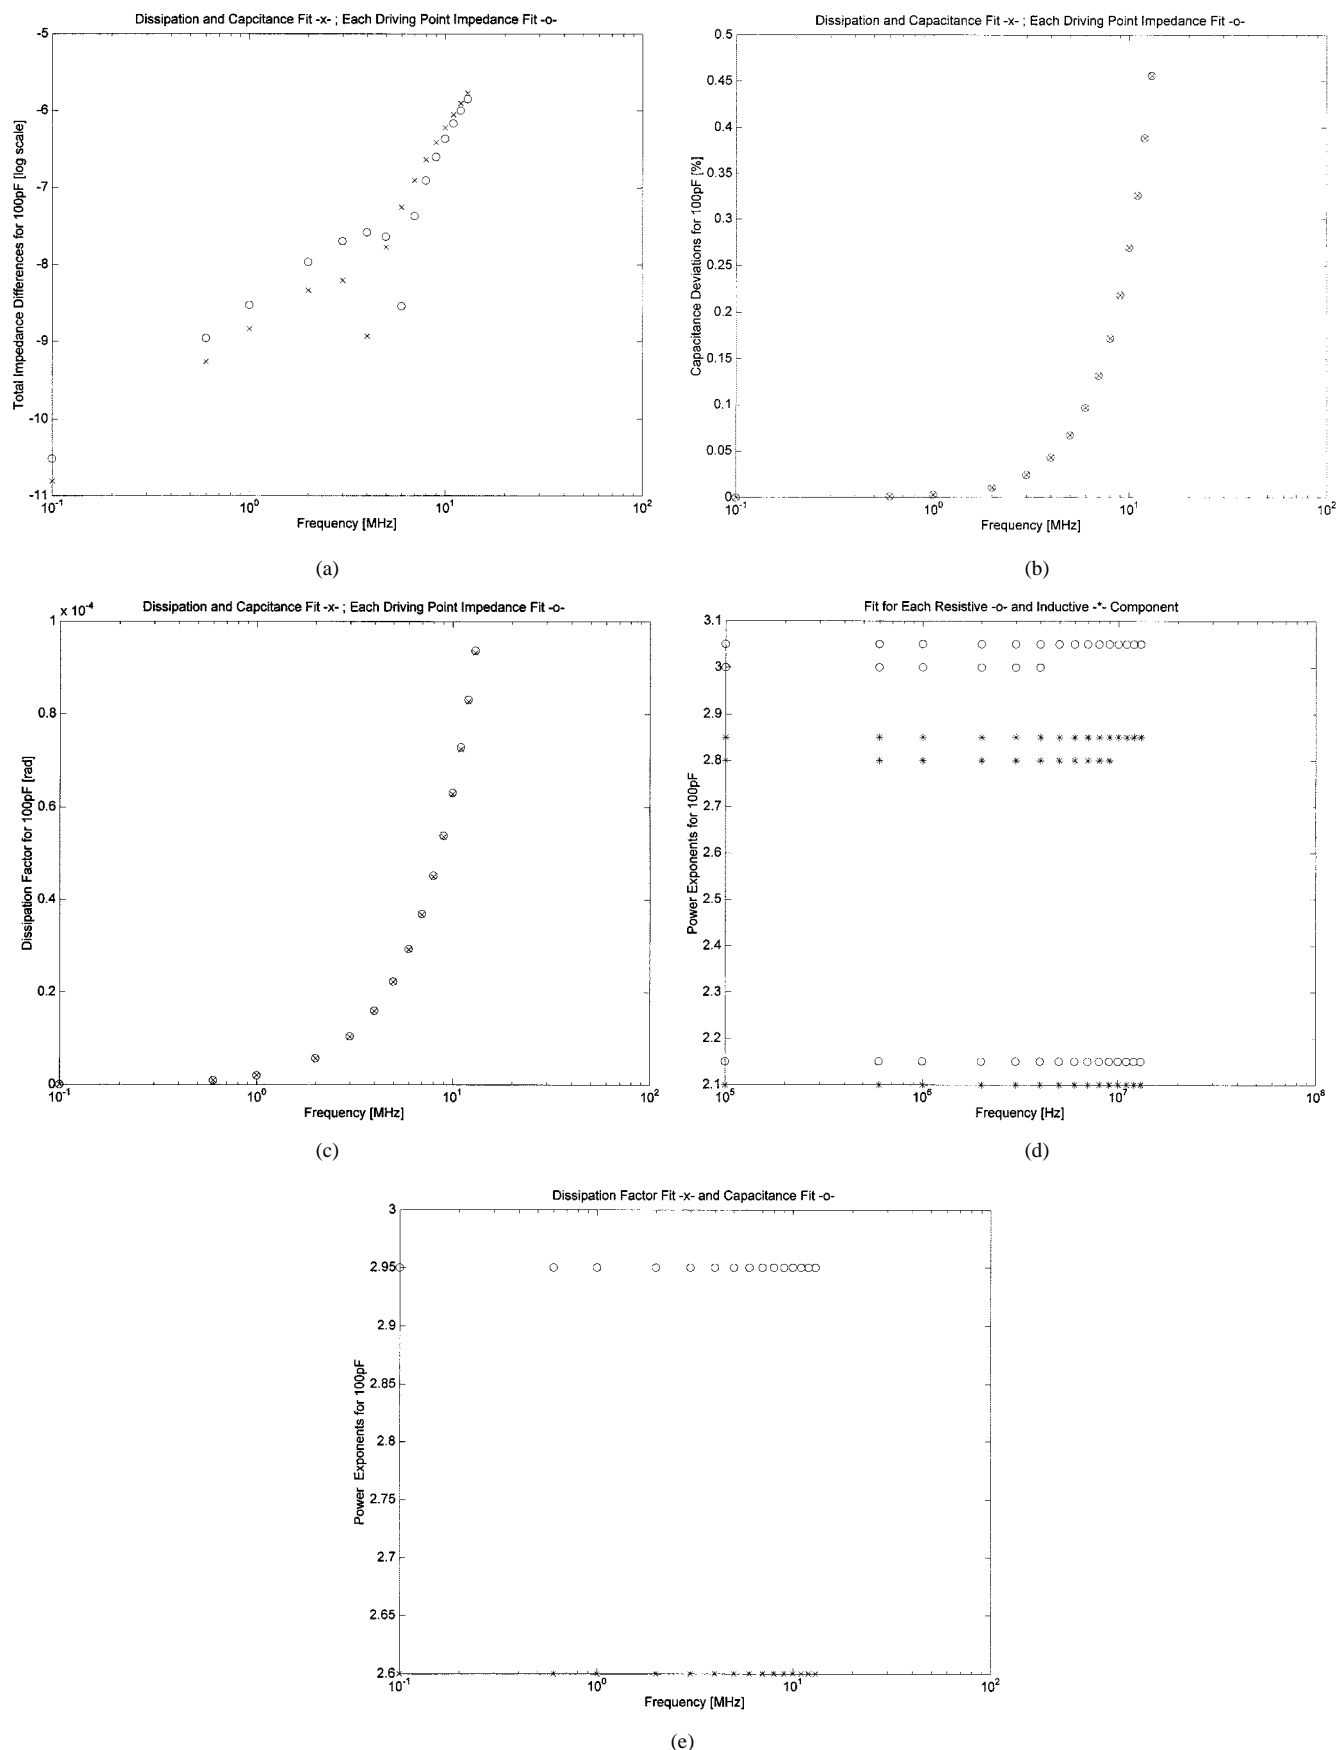 Dissipation and Capcitance Fit -x- ; Each Driving Point Impedance Fit -o-
-5
-6
-7
-8
-9
-10
-11
Total Impedance Differences for 100pF [log scale]
10-1 100 101 102
Frequency [MHz]
(a)
Dissipation and Capacitance Fit -x- ; Each Driving Point Impedance Fit -o-
0.5
0.45
0.4
0.35
0.3
0.25
0.2
0.15
0.1
0.05
0
Capacitance Deviations for 100pF [%]
10-1 100 101 102
Frequency [MHz]
(b)
Dissipation and Capcitance Fit -x- ; Each Driving Point Impedance Fit -o-
x 10-4
1
0.8
0.6
0.4
0.2
0
Dissipation Factor for 100pF [rad]
10-1 100 101 102
Frequency [MHz]
(c)
Fit for Each Resistive -o- and Inductive -*- Component
3.1
3
2.9
2.8
2.7
2.6
2.5
2.4
2.3
2.2
2.1
Power Exponents for 100pF
105 106 107 108
Frequency [Hz]
(d)
Dissipation Factor Fit -x- and Capacitance Fit -o-
3
2.95
2.9
2.85
2.8
2.75
2.7
2.65
2.6
Power Exponents for 100pF
10-1 100 101 102
Frequency [MHz]
(e)